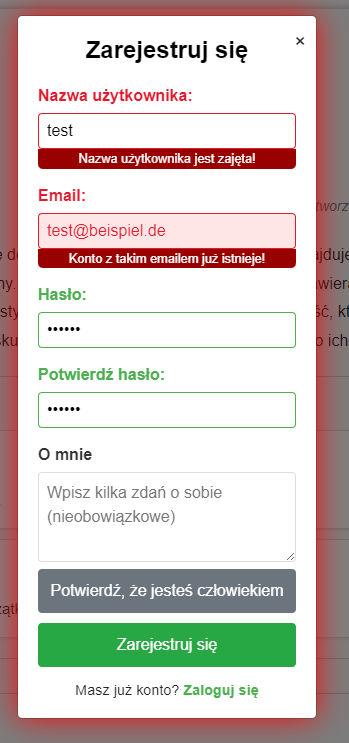 Zarejestruj się
×
Nazwa użytkownika:
test
Nazwa użytkownika jest zajęta!
Email:
test@beispiel.de
Konto z takim emailem już istnieje!
Hasło:
••••••
Potwierdź hasło:
••••••
O mnie
Wpisz kilka zdań o sobie
(nieobowiązkowe)
Potwierdź, że jesteś człowiekiem
Zarejestruj się
Masz już konto? Zaloguj się